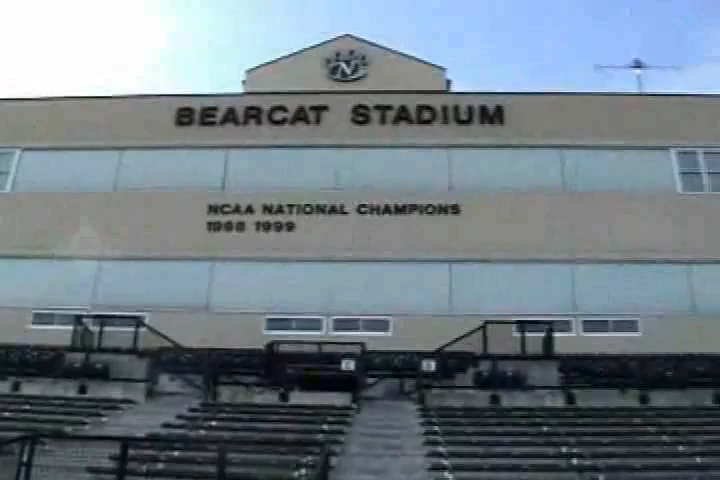 N
BEARCAT STADIUM
NCAA NATIONAL CHAMPIONS
1998 1999